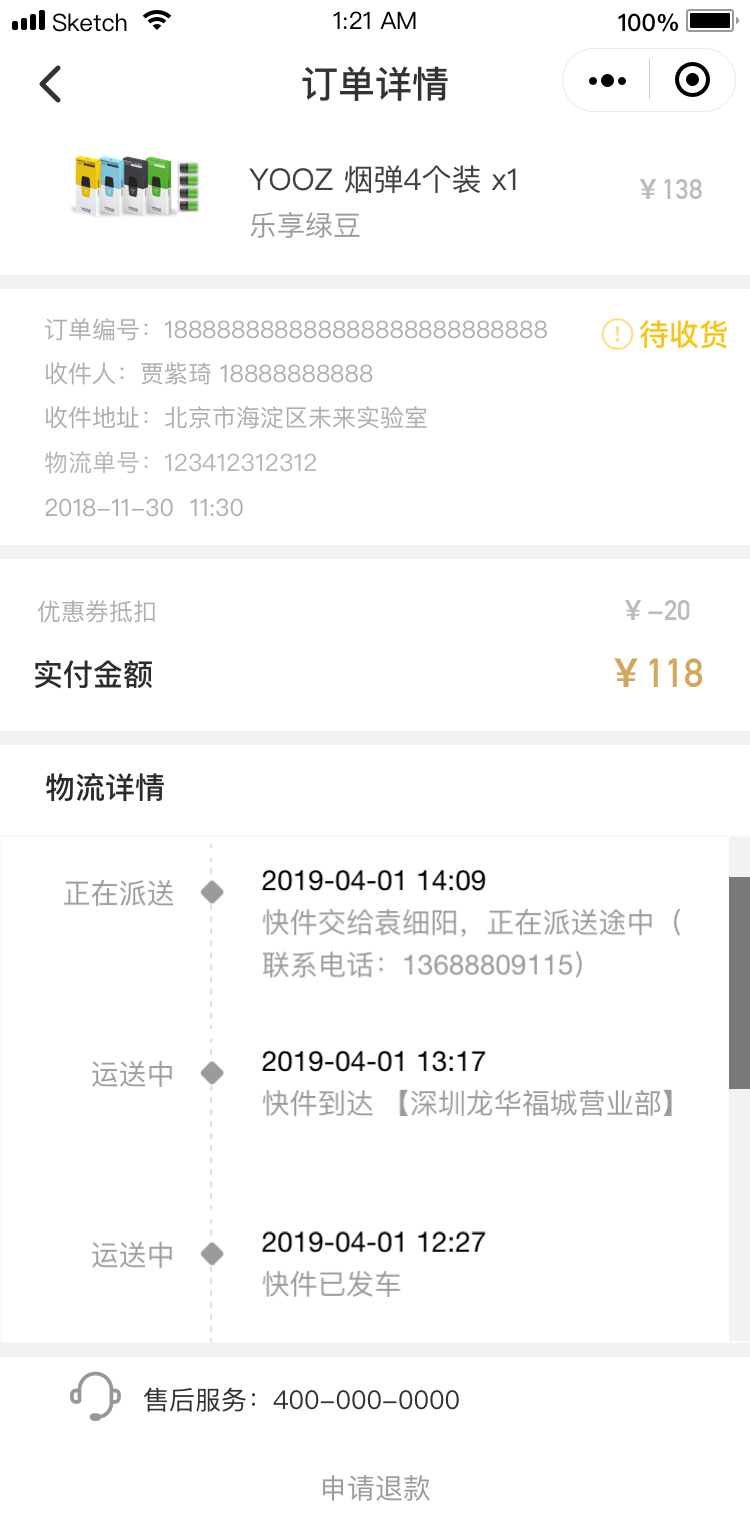 Sketch 1:21 AM 100%
订单详情
YOOZ 烟弹4个装 x1
¥ 138
乐享绿豆
订单编号：18888888888888888888888888
待收货
收件人：贾紫琦 18888888888
收件地址：北京市海淀区未来实验室
物流单号：123412312312
2018-11-30 11:30
优惠券抵扣 ¥ -20
实付金额 ¥ 118
物流详情
正在派送
2019-04-01 14:09
快件交给袁细阳，正在派送途中（
联系电话：13688809115）
运送中
2019-04-01 13:17
快件到达 【深圳龙华福城营业部】
运送中
2019-04-01 12:27
快件已发车
售后服务：400-000-0000
申请退款